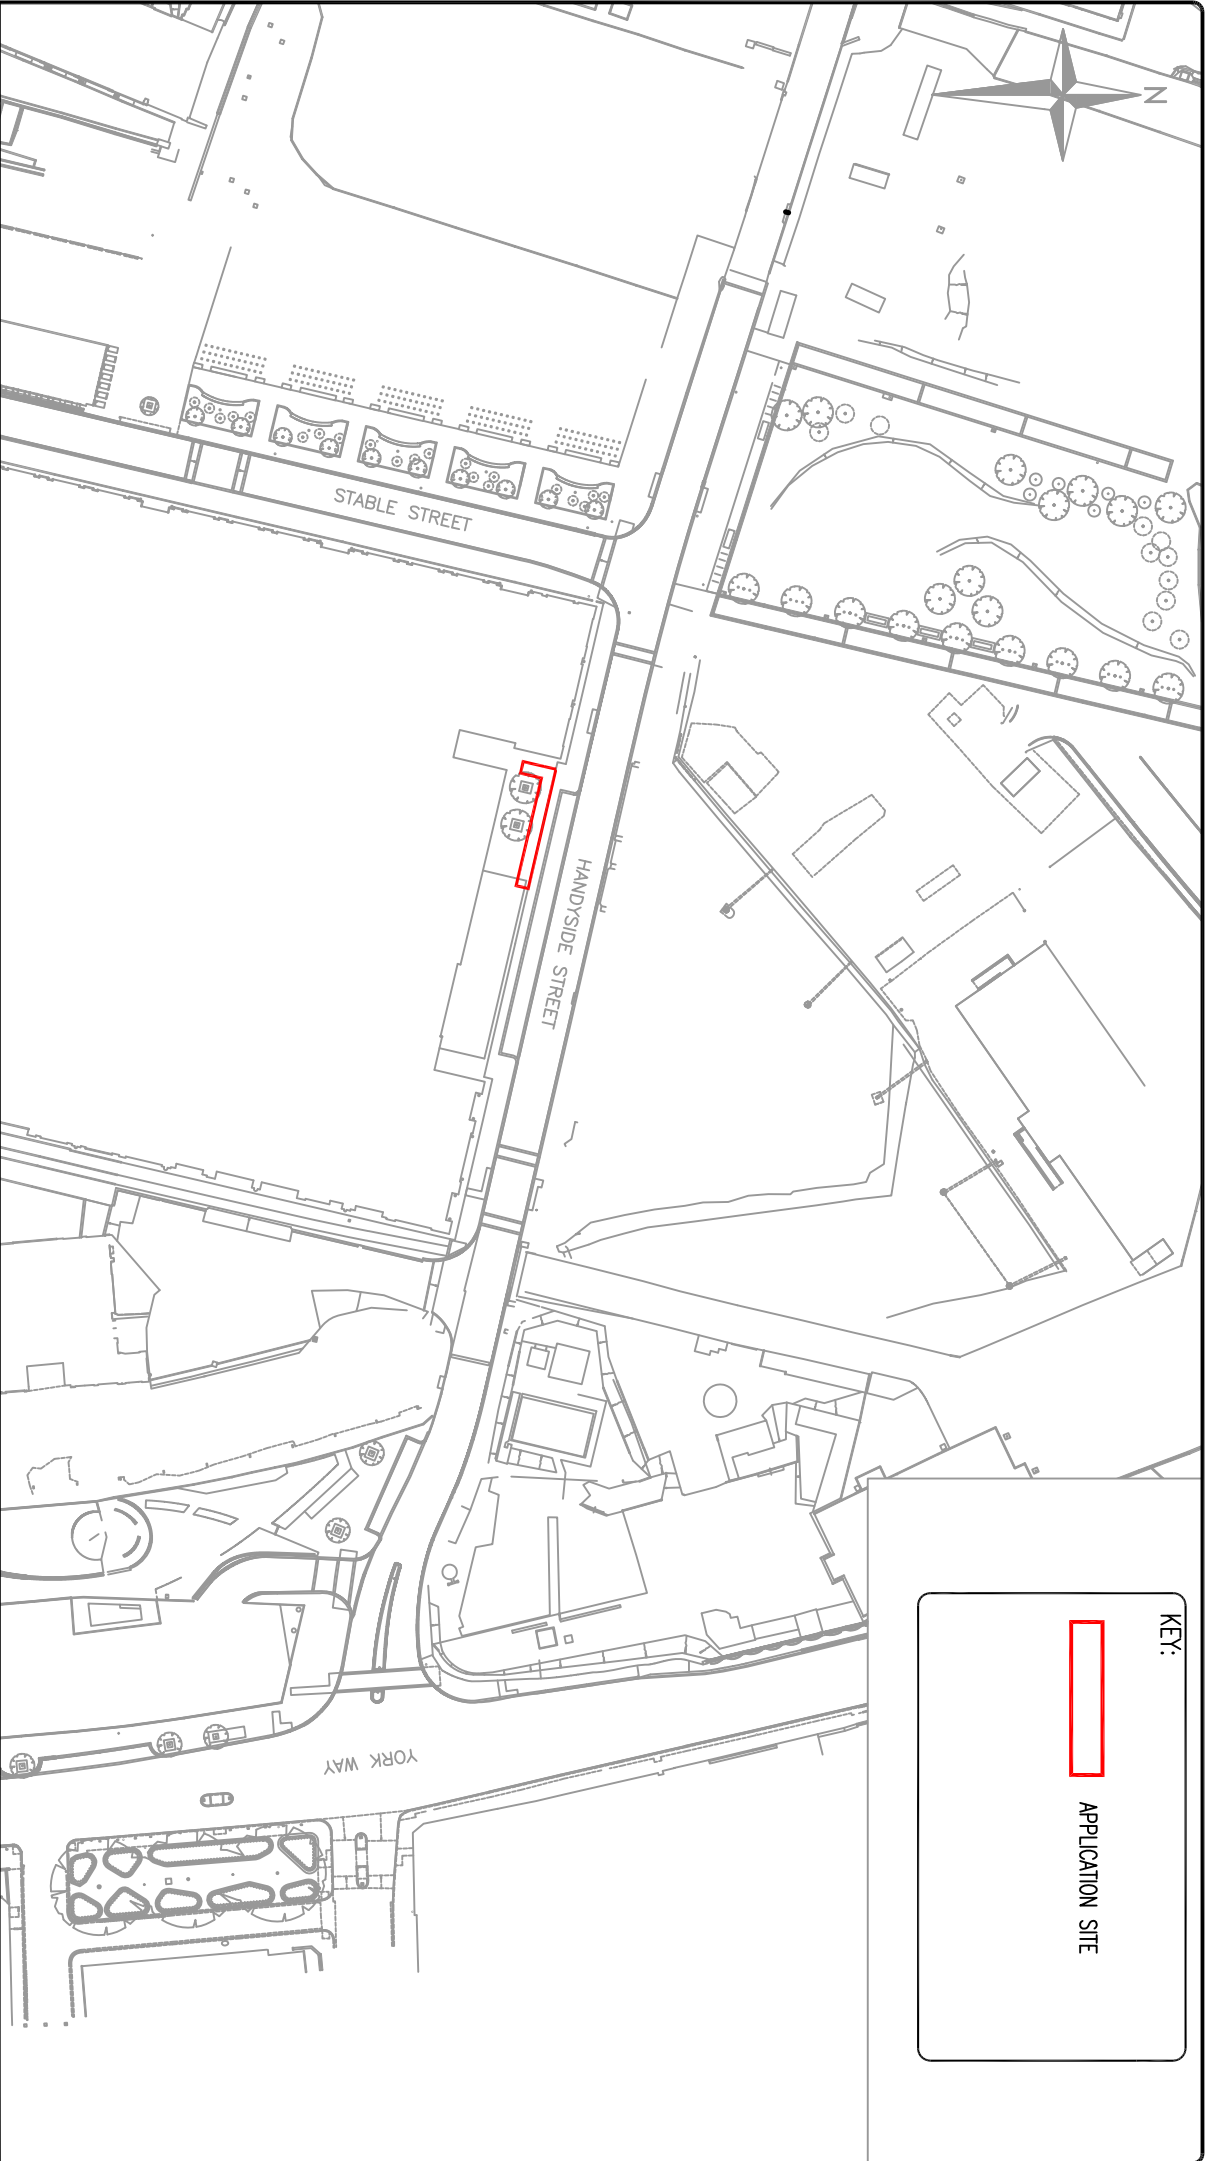 N
STABLE STREET
HANDYSIDE STREET
YORK WAY
KEY:
APPLICATION SITE